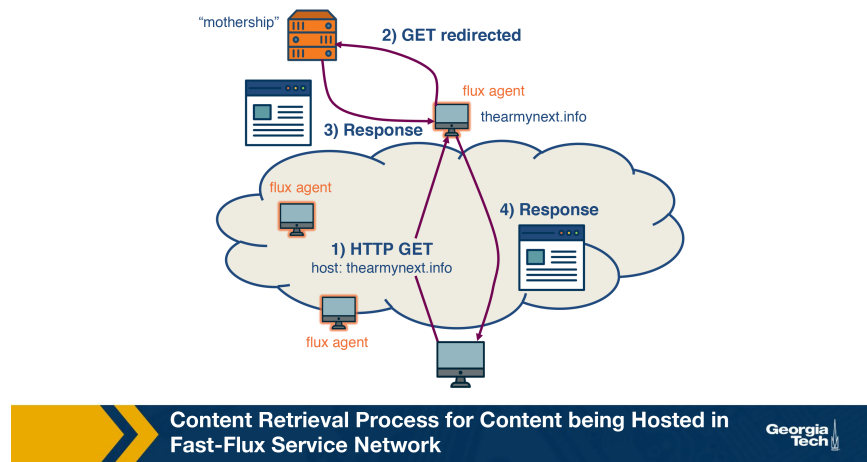 “mothership”
2) GET redirected
flux agent
thearmynext.info
3) Response
flux agent
4) Response
1) HTTP GET
host: thearmynext.info
flux agent
Content Retrieval Process for Content being Hosted in
Fast-Flux Service Network
Georgia
Tech